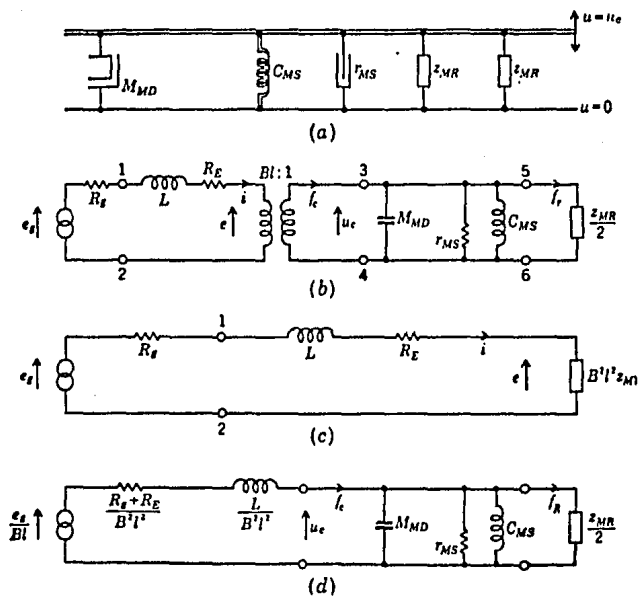 u = u_e
M_MD
C_MS
r_MS
z_MR
z_MR
u=0
(a)
1
R_E
Bl:1
f_c
3
5
f_r
R_g
L
i
e_g
e
u_c
M_MD
r_MS
C_MS
z_MR/2
2
4
6
(b)
1
R_g
L
R_E
i
e_g
e
B²l²z_M1
2
(c)
R_g + R_E
B²l²
L
B²l²
f_c
f_R
e_g
Bl
u_c
M_MD
r_MS
C_MS
z_MR
2
(d)